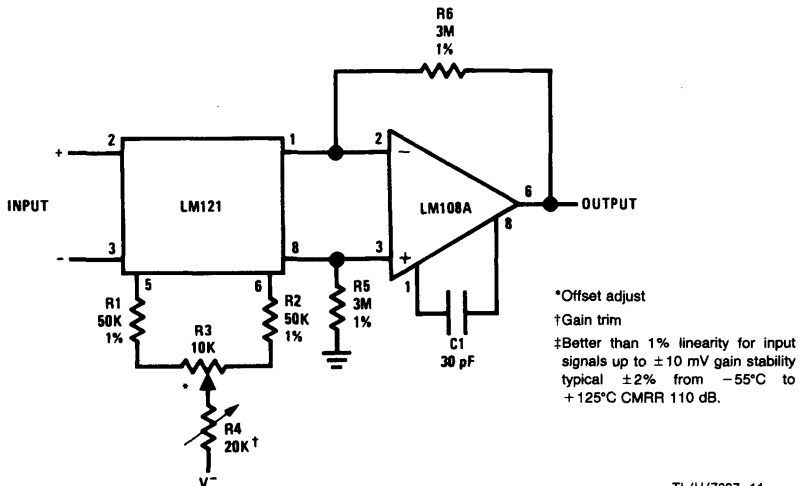 R6
3M
1%
2
1
2
−
+
INPUT
LM121
LM108A
6
OUTPUT
8
−
3
8
3
+
1
5
6
R1
50K
1%
R2
50K
1%
R3
10K
*
R5
3M
1%
C1
30 pF
R4
20K†
V−
*Offset adjust
†Gain trim
‡Better than 1% linearity for input
signals up to ±10 mV gain stability
typical ±2% from −55°C to
+125°C CMRR 110 dB.